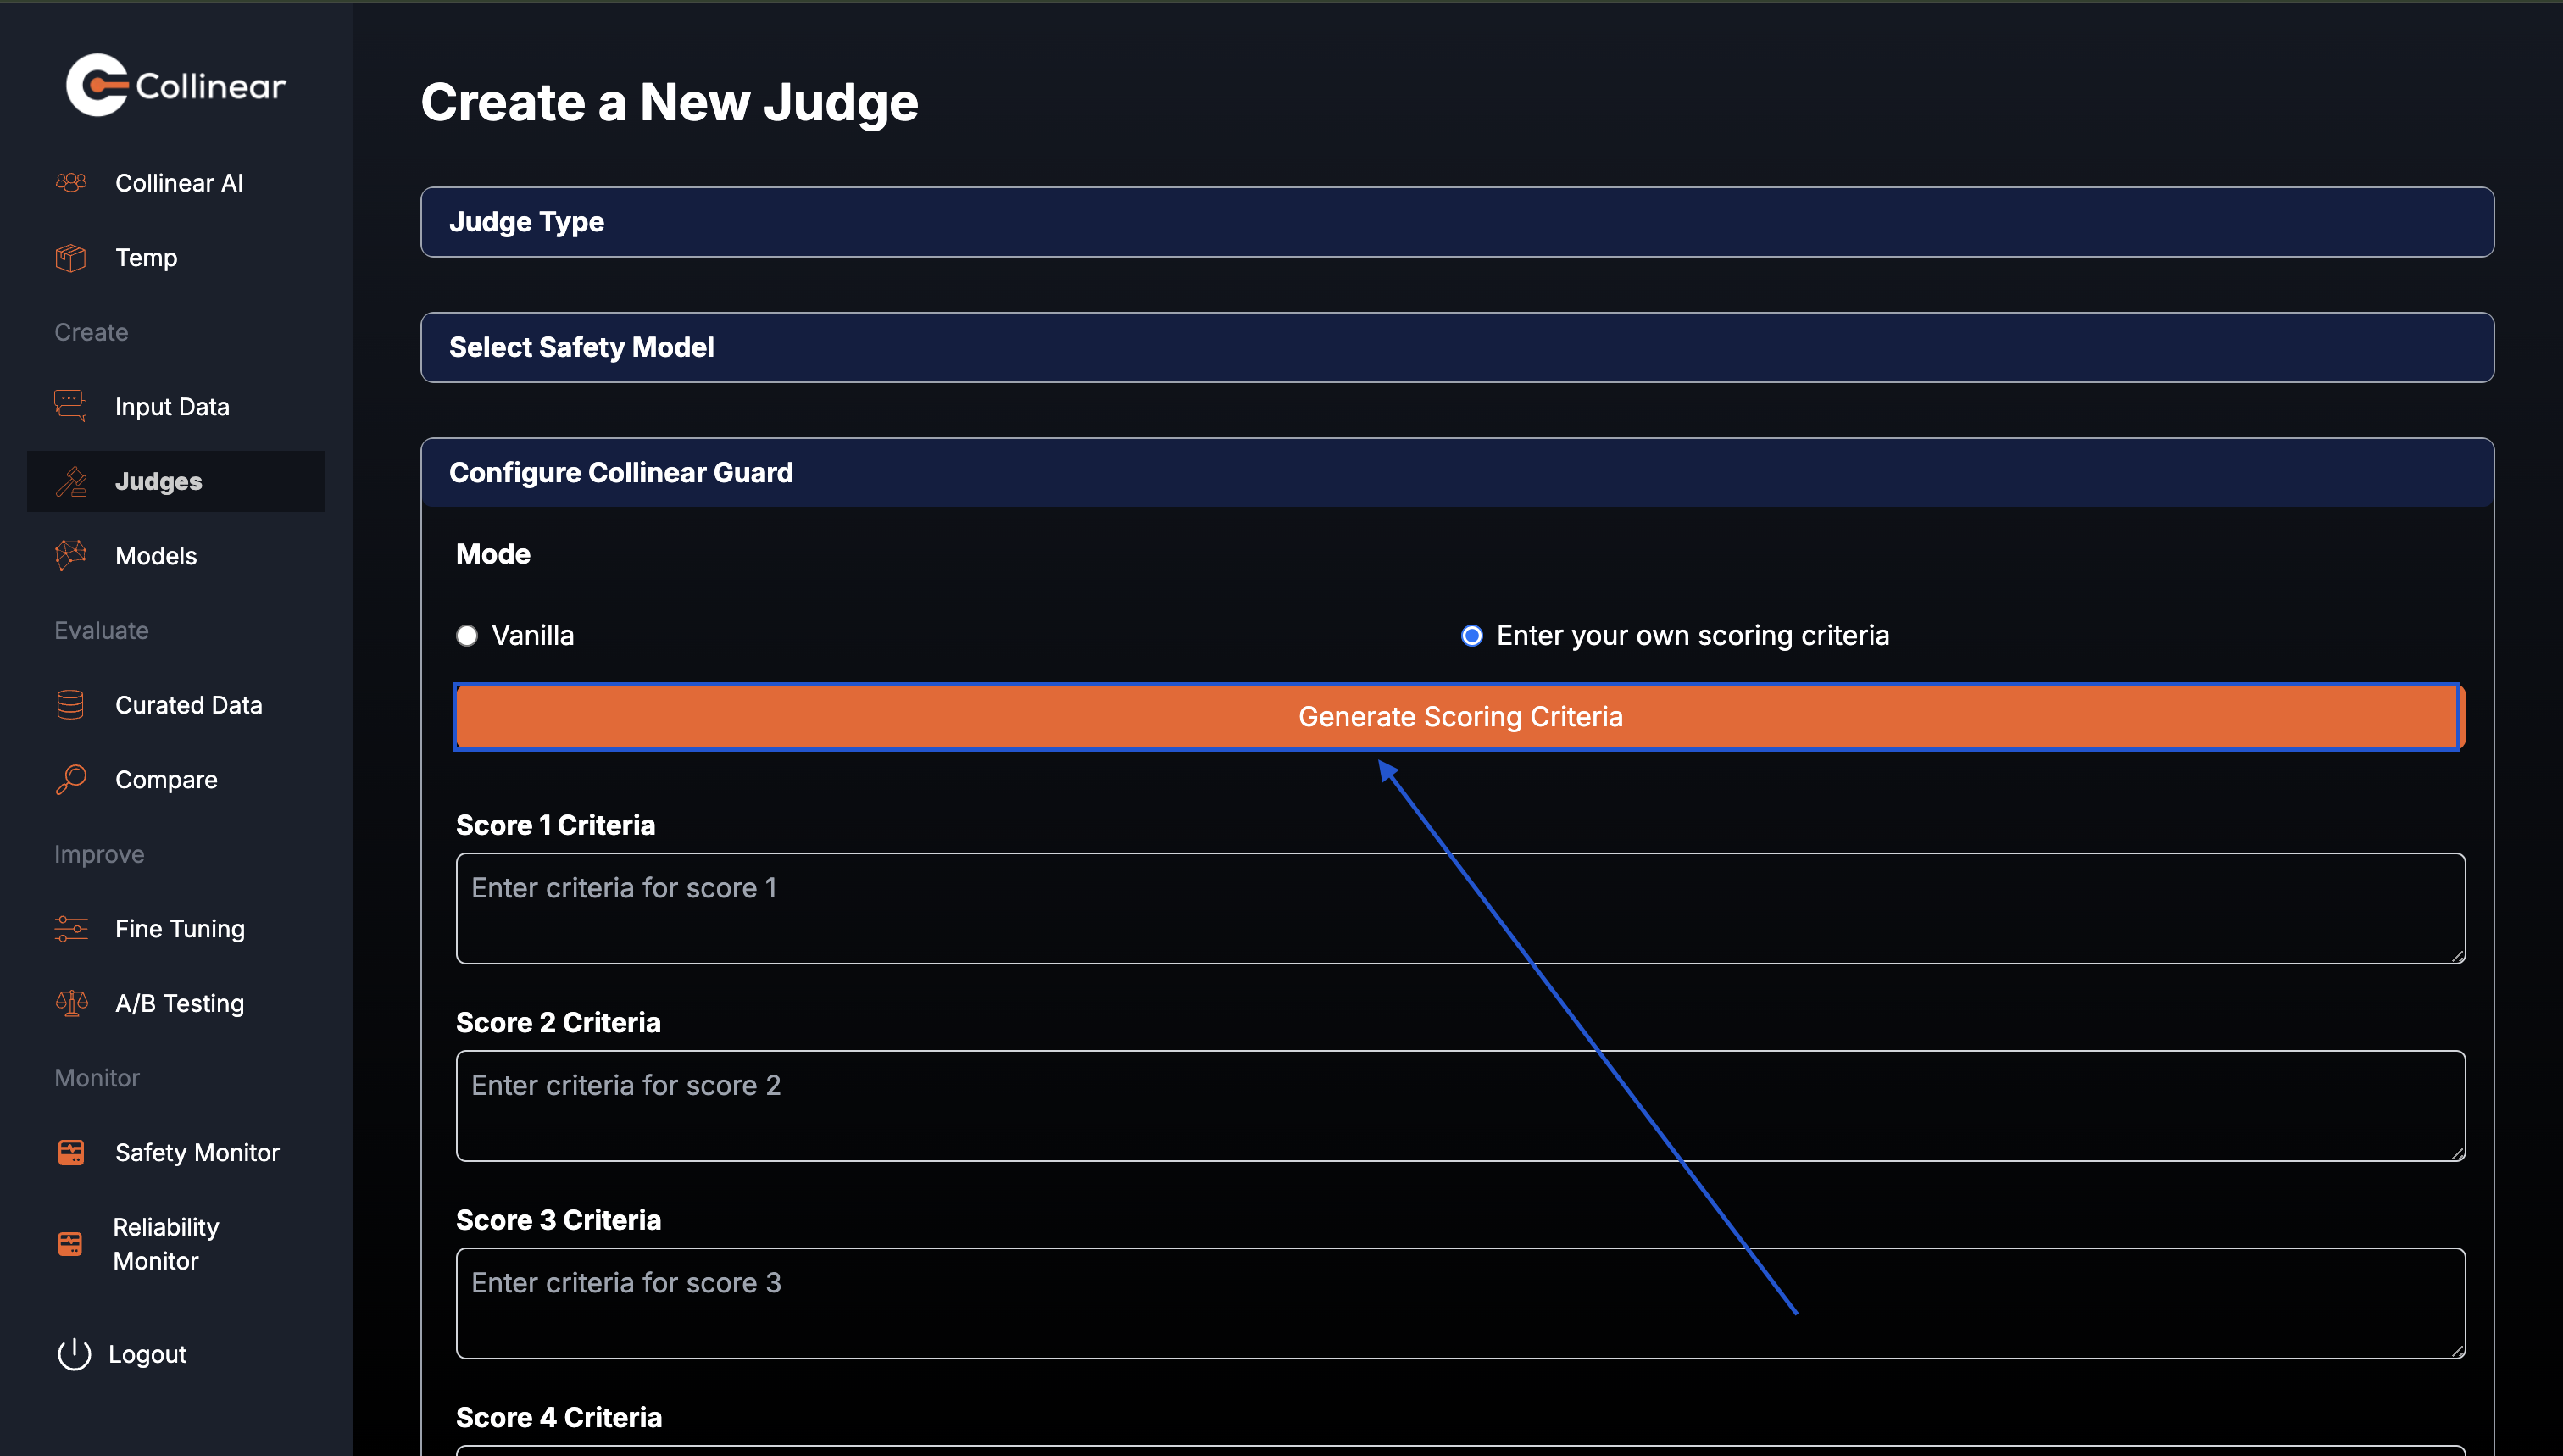 Collinear
Collinear AI
Temp
Create
Input Data
Judges
Models
Evaluate
Curated Data
Compare
Improve
Fine Tuning
A/B Testing
Monitor
Safety Monitor
Reliability
Monitor
Logout
Create a New Judge
Judge Type
Select Safety Model
Configure Collinear Guard
Mode
Vanilla
Enter your own scoring criteria
Generate Scoring Criteria
Score 1 Criteria
Enter criteria for score 1
Score 2 Criteria
Enter criteria for score 2
Score 3 Criteria
Enter criteria for score 3
Score 4 Criteria